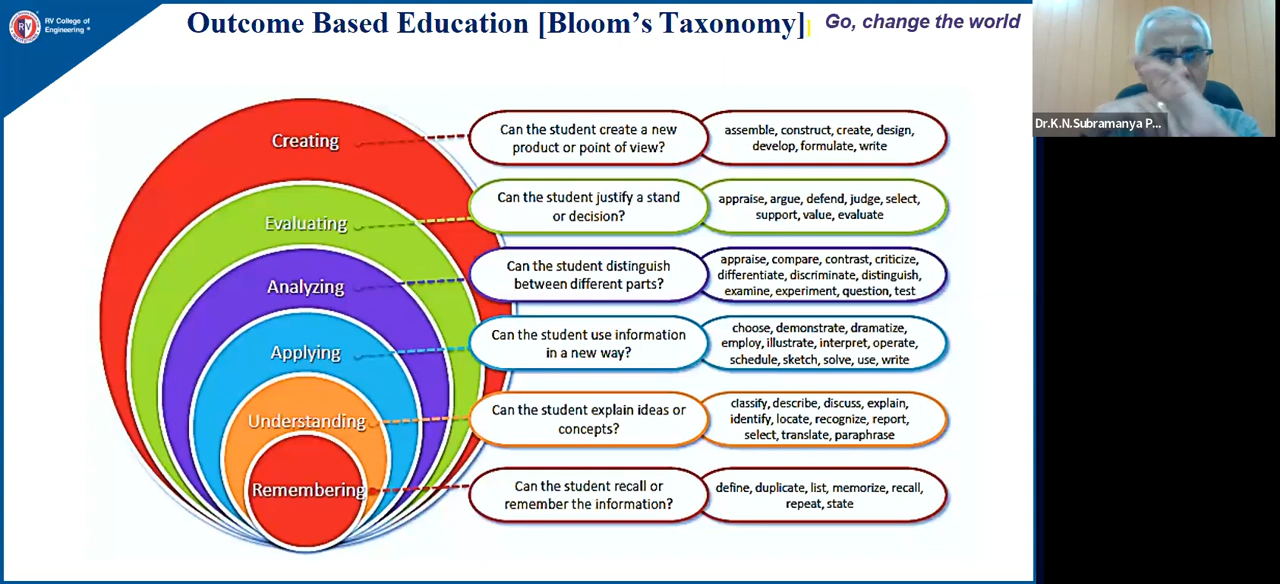 RV College of
Engineering ®
Outcome Based Education [Bloom's Taxonomy]
Go, change the world
Dr.K.N.Subramanya P...
Creating
Can the student create a new
product or point of view?
assemble, construct, create, design,
develop, formulate, write
Evaluating
Can the student justify a stand
or decision?
appraise, argue, defend, judge, select,
support, value, evaluate
Analyzing
Can the student distinguish
between different parts?
appraise, compare, contrast, criticize,
differentiate, discriminate, distinguish,
examine, experiment, question, test
Applying
Can the student use information
in a new way?
choose, demonstrate, dramatize,
employ, illustrate, interpret, operate,
schedule, sketch, solve, use, write
Understanding
Can the student explain ideas or
concepts?
classify, describe, discuss, explain,
identify, locate, recognize, report,
select, translate, paraphrase
Remembering
Can the student recall or
remember the information?
define, duplicate, list, memorize, recall,
repeat, state